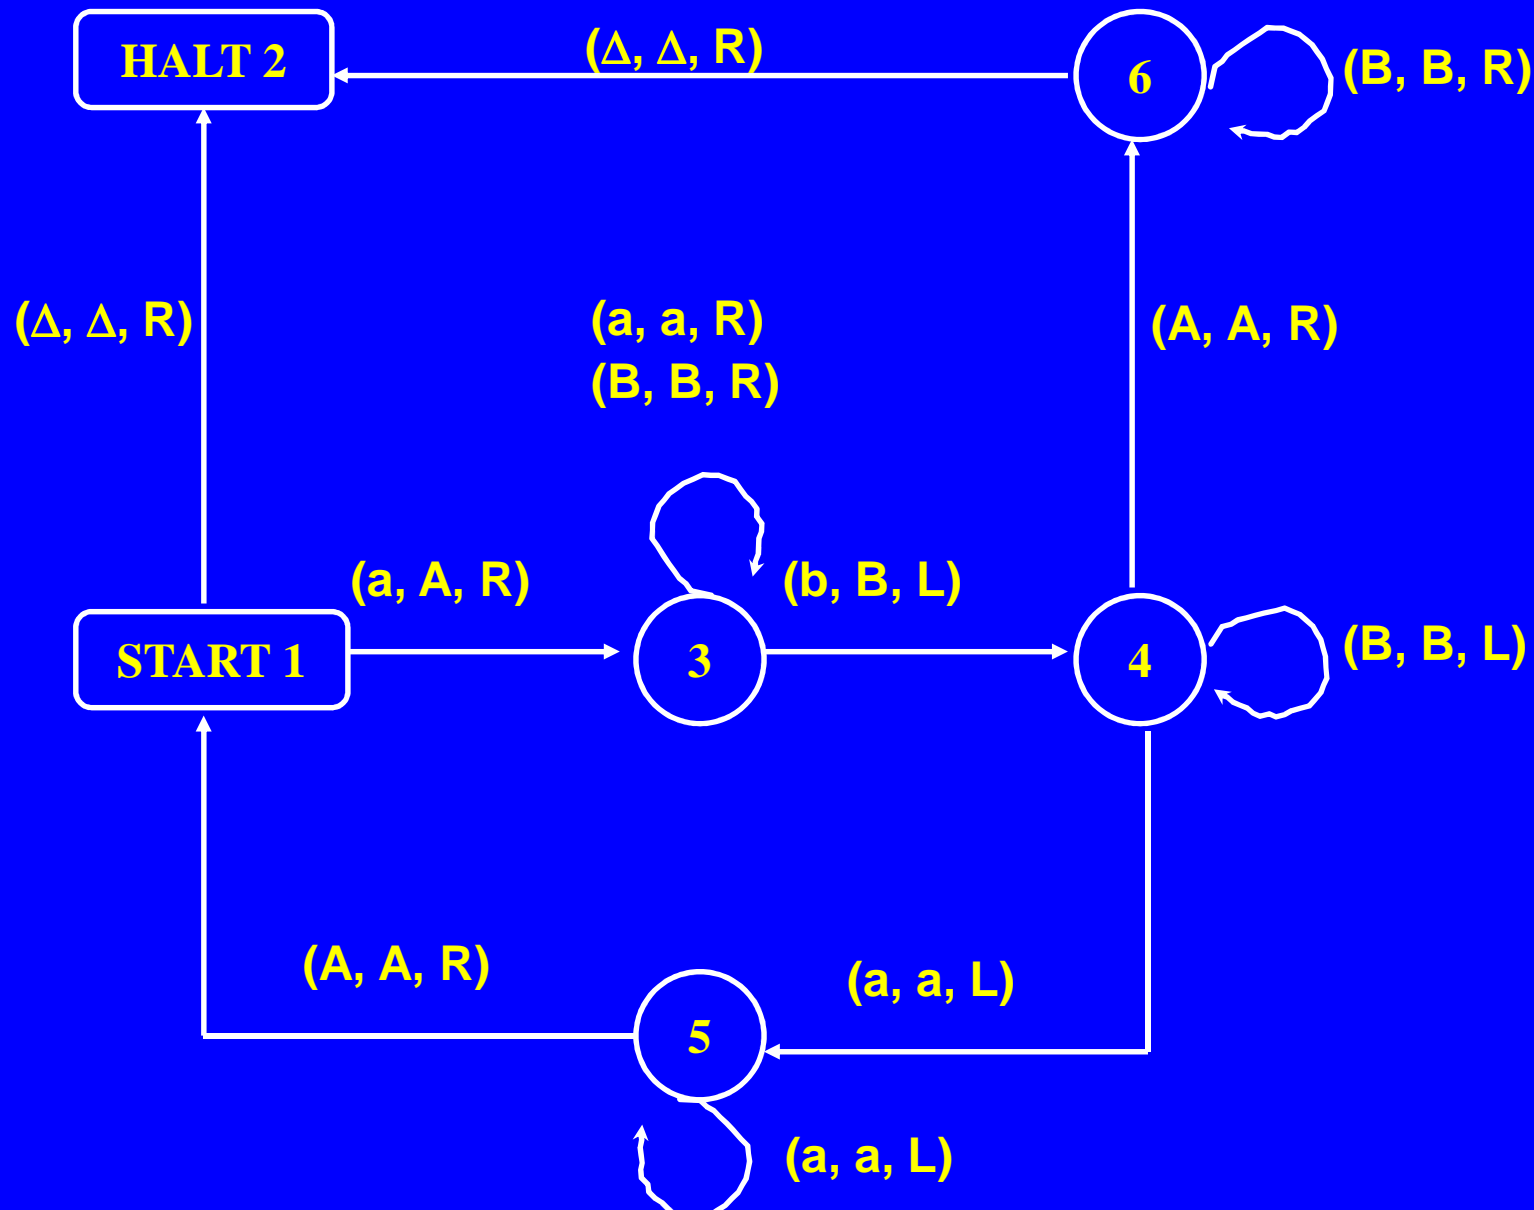 HALT 2
(Δ, Δ, R)
6
(B, B, R)
(Δ, Δ, R)
(a, a, R)
(B, B, R)
(A, A, R)
(a, A, R)
(b, B, L)
START 1
3
4
(B, B, L)
(A, A, R)
(a, a, L)
5
(a, a, L)